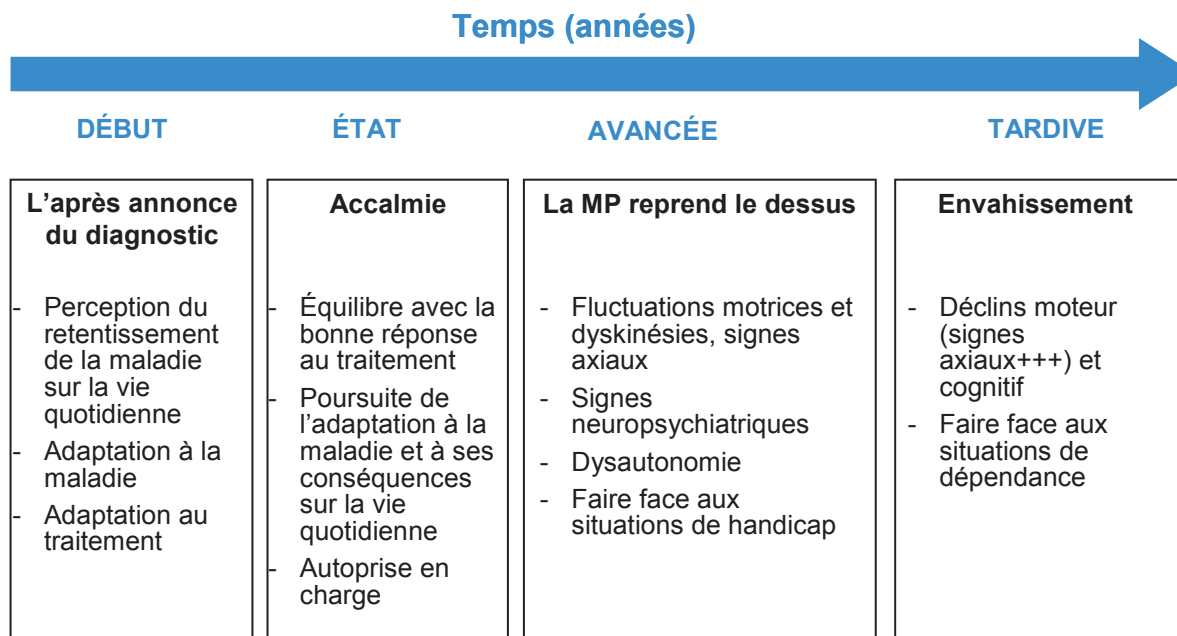 Temps (années)
DÉBUT
ÉTAT
AVANCÉE
TARDIVE
L’après annonce
du diagnostic
- Perception du
retentissement
de la maladie
sur la vie
quotidienne
- Adaptation à la
maladie
- Adaptation au
traitement
Accalmie
- Équilibre avec la
bonne réponse
au traitement
- Poursuite de
l’adaptation à la
maladie et à ses
conséquences
sur la vie
quotidienne
- Autoprise en
charge
La MP reprend le dessus
- Fluctuations motrices et
dyskinésies, signes
axiaux
- Signes
neuropsychiatriques
- Dysautonomie
- Faire face aux
situations de handicap
Envahissement
- Déclins moteur
(signes
axiaux+++) et
cognitif
- Faire face aux
situations de
dépendance